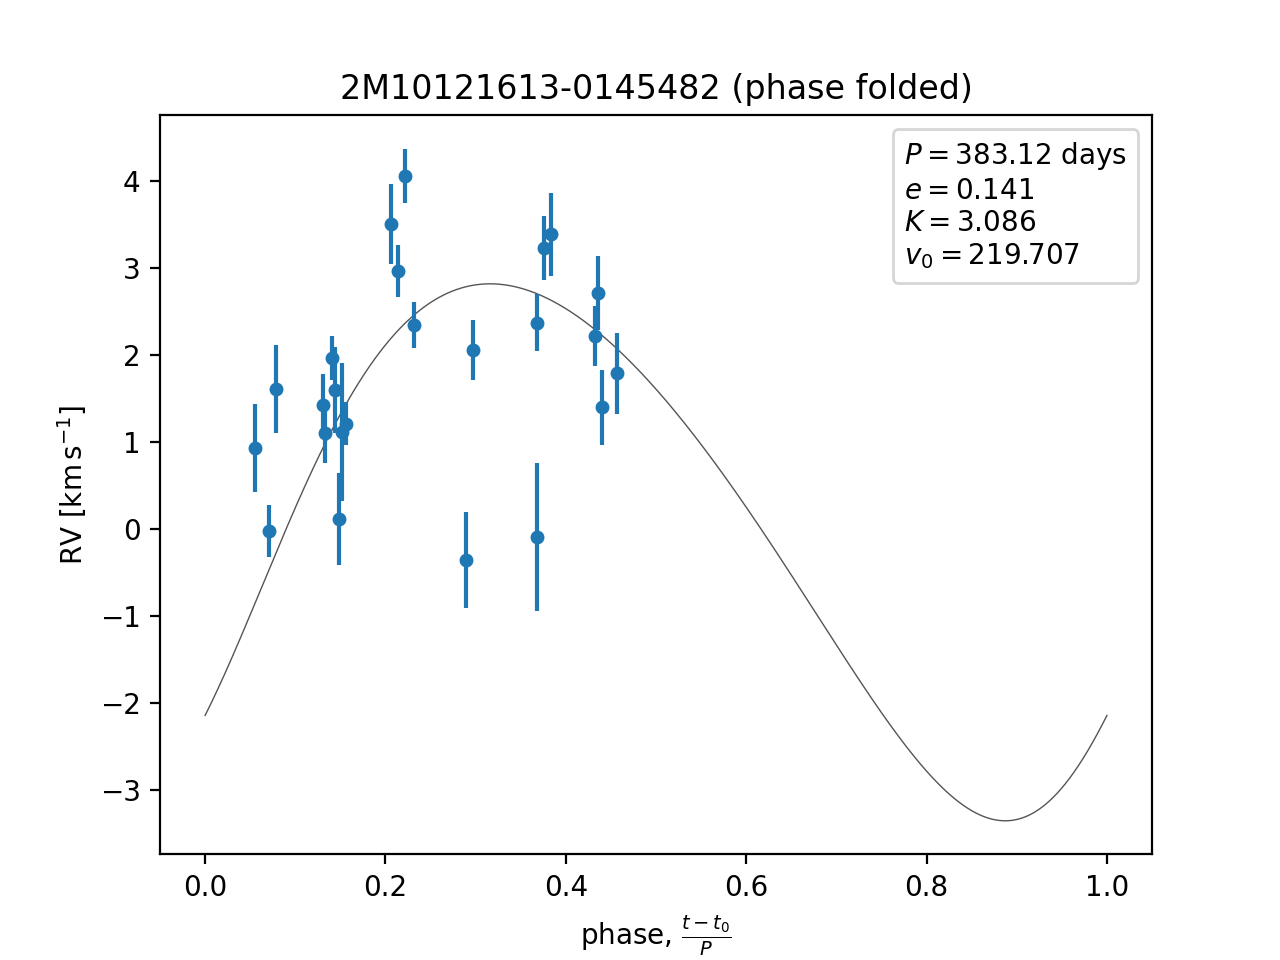 2M10121613-0145482 (phase folded)
P = 383.12 days
e = 0.141
K = 3.086
v₀ = 219.707
RV [km s⁻¹]
4
3
2
1
0
−1
−2
−3
0.0 0.2 0.4 0.6 0.8 1.0
phase, (t − t₀)/P